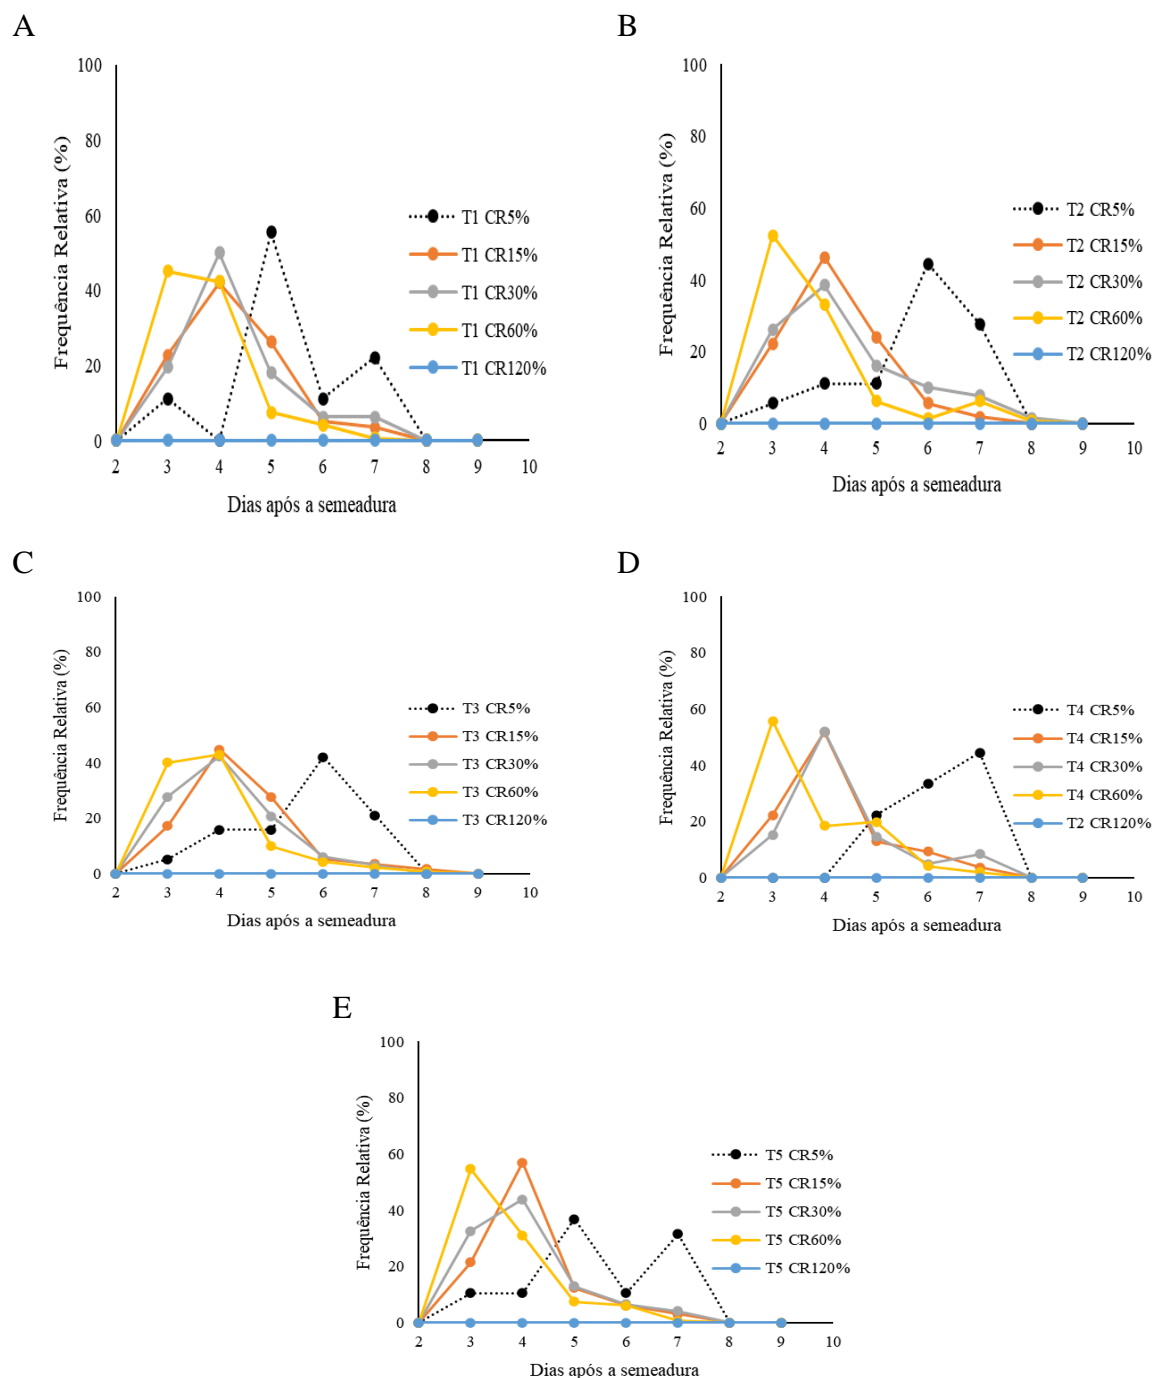 A
100
80
60
40
20
0
Frequência Relativa (%)
T1 CR5%
T1 CR15%
T1 CR30%
T1 CR60%
T1 CR120%
2 3 4 5 6 7 8 9 10
Dias após a semeadura
B
100
80
60
40
20
0
Frequência Relativa (%)
T2 CR5%
T2 CR15%
T2 CR30%
T2 CR60%
T2 CR120%
2 3 4 5 6 7 8 9 10
Dias após a semeadura
C
100
80
60
40
20
0
Frequência Relativa (%)
T3 CR5%
T3 CR15%
T3 CR30%
T3 CR60%
T3 CR120%
2 3 4 5 6 7 8 9 10
Dias após a semeadura
D
100
80
60
40
20
0
Frequência Relativa (%)
T4 CR5%
T4 CR15%
T4 CR30%
T4 CR60%
T2 CR120%
2 3 4 5 6 7 8 9 10
Dias após a semeadura
E
100
80
60
40
20
0
Frequência Relativa (%)
T5 CR5%
T5 CR15%
T5 CR30%
T5 CR60%
T5 CR120%
2 3 4 5 6 7 8 9 10
Dias após a semeadura